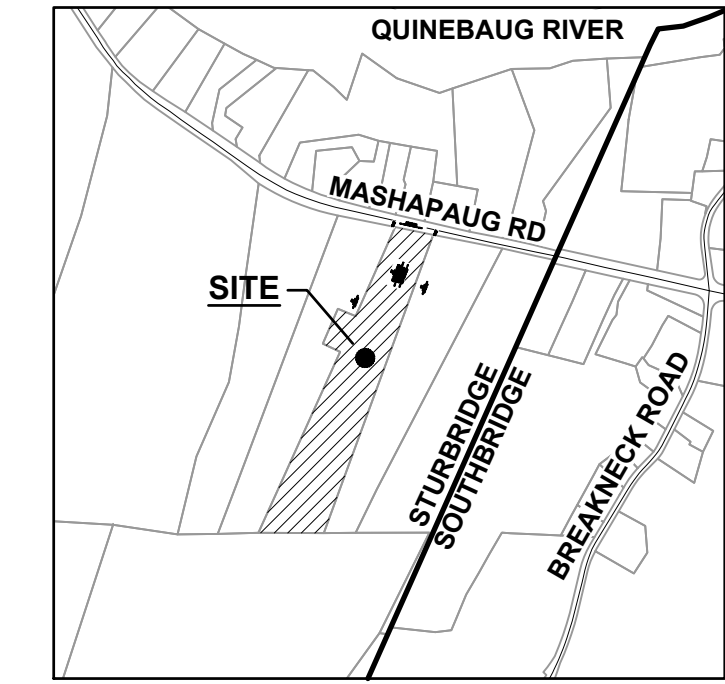 QUINEBAUG RIVER
MASHAPAUG RD
SITE
STURBRIDGE
SOUTHBRIDGE
BREAKNECK ROAD